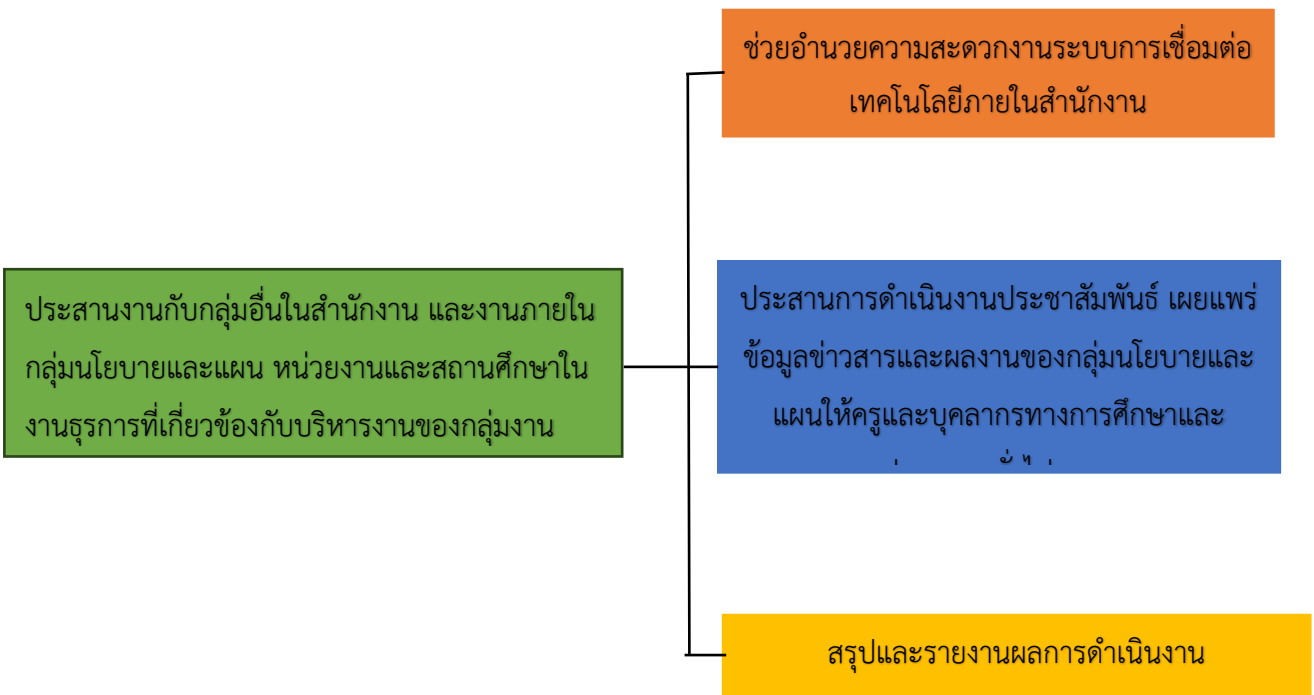 ช่วยอำนวยความสะดวกงานระบบการเชื่อมต่อ
เทคโนโลยีภายในสำนักงาน
ประสานงานกับกลุ่มอื่นในสำนักงาน และงานภายใน
กลุ่มนโยบายและแผน หน่วยงานและสถานศึกษาใน
งานธุรการที่เกี่ยวข้องกับบริหารงานของกลุ่มงาน
ประสานการดำเนินงานประชาสัมพันธ์ เผยแพร่
ข้อมูลข่าวสารและผลงานของกลุ่มนโยบายและ
แผนให้ครูและบุคลากรทางการศึกษาและ
สรุปและรายงานผลการดำเนินงาน